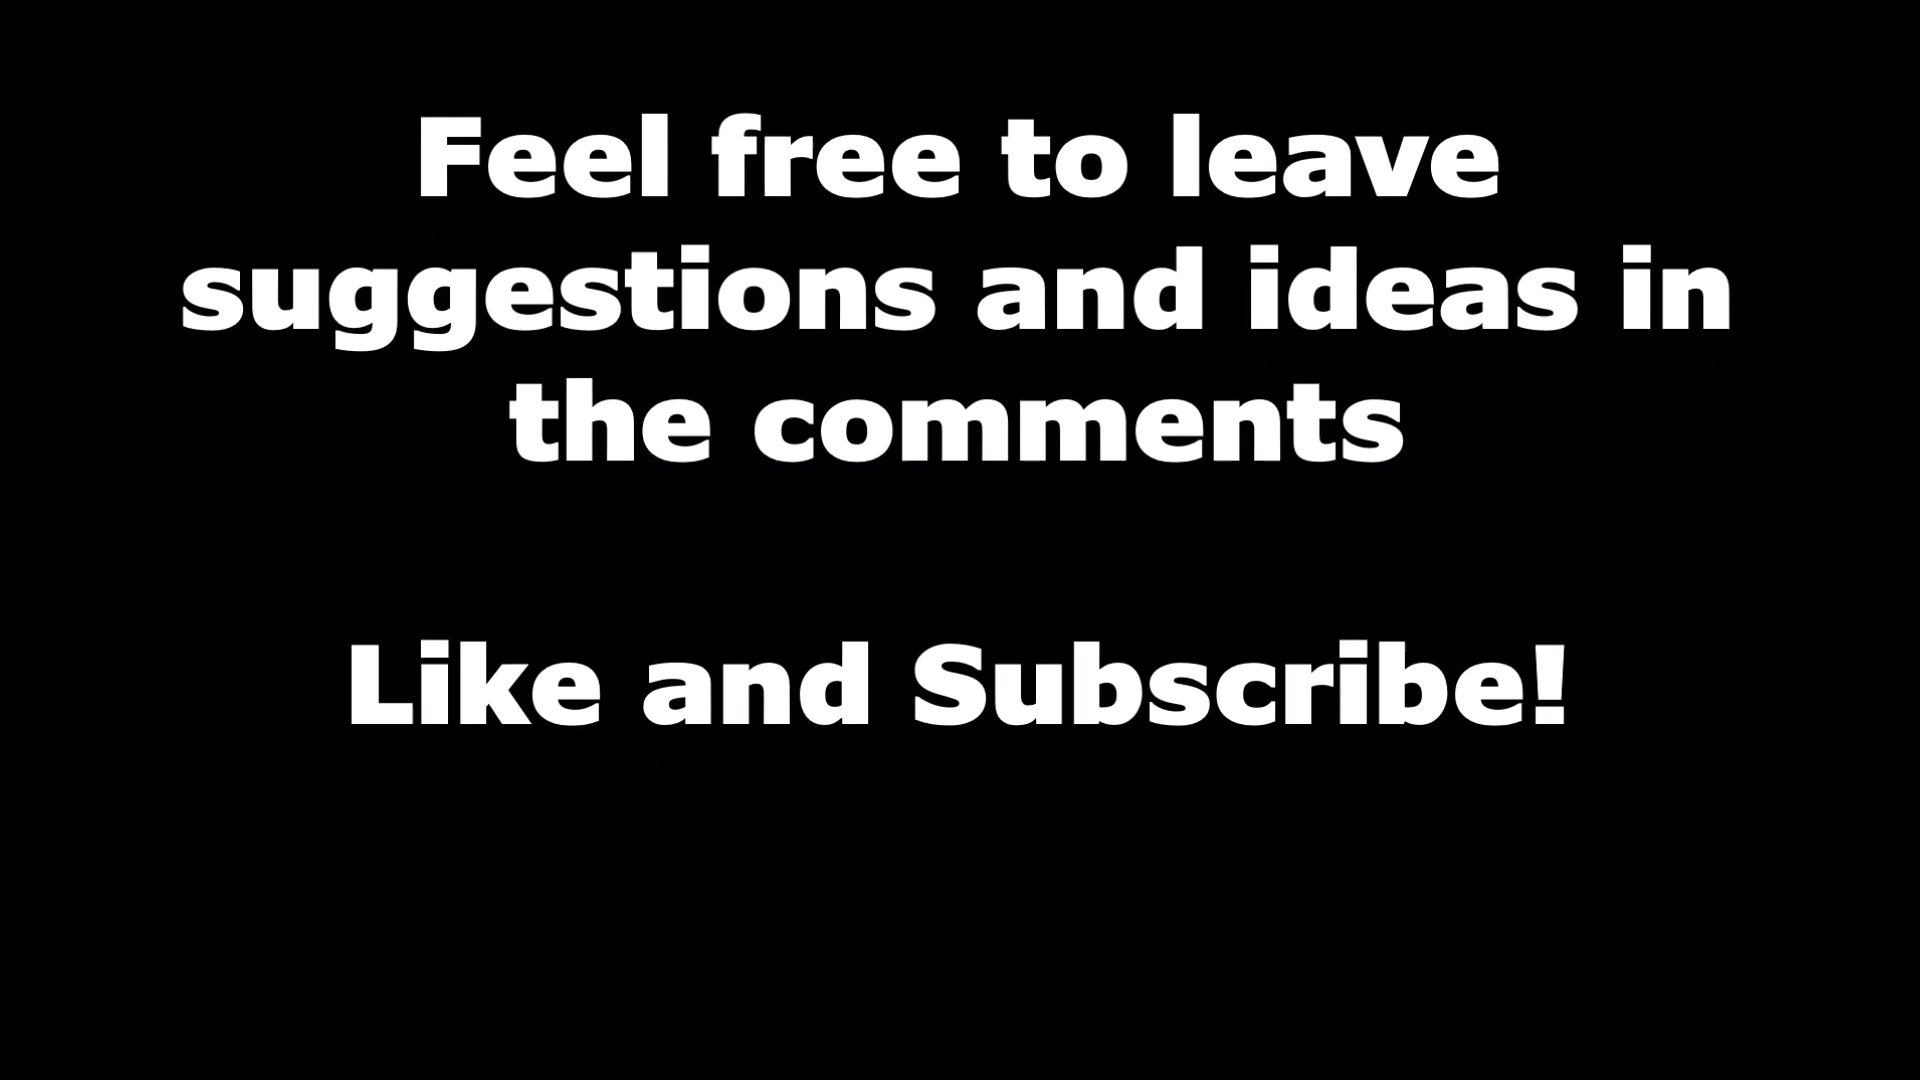 Feel free to leave
suggestions and ideas in
the comments
Like and Subscribe!